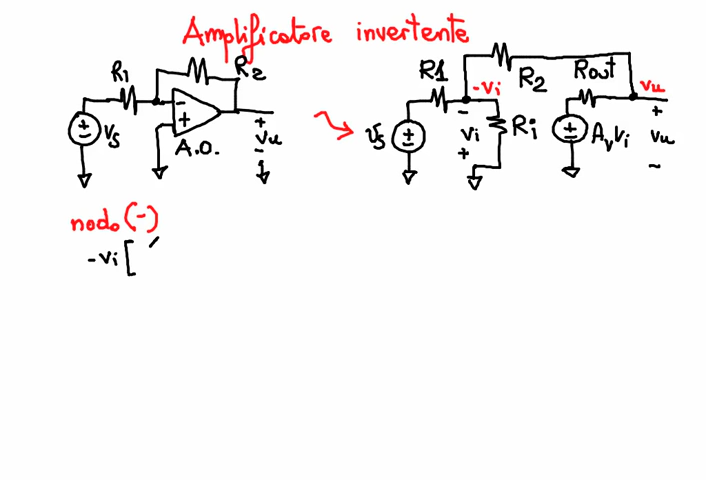 Amplificatore invertente
R1 R2
- + A.O.
vs + - + vu -
R1 -vi R2 Rout vu
vs + - - vi + Ri + - Avvi + vu -
nodo (-)
-vi [